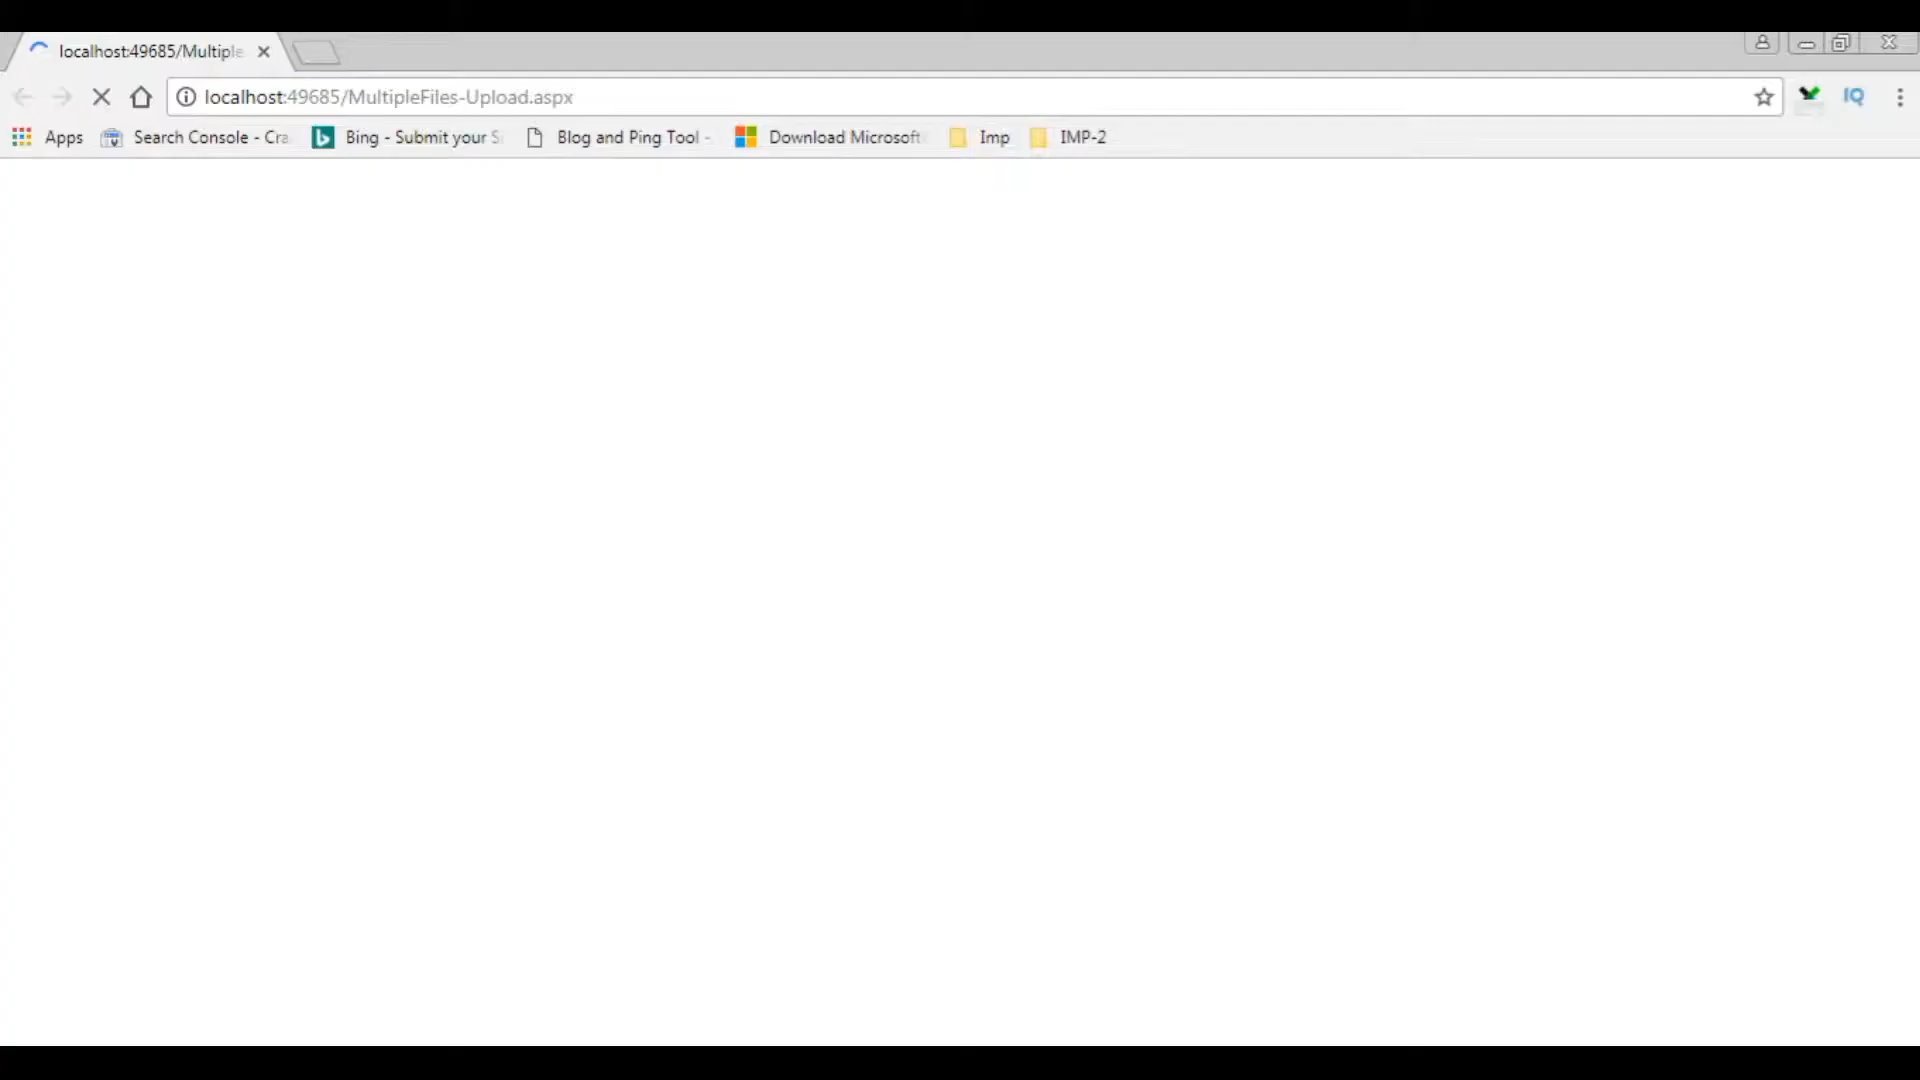 localhost:49685/Multiple
localhost:49685/MultipleFiles-Upload.aspx
IQ
Apps
Search Console - Cra
Bing - Submit your S
Blog and Ping Tool -
Download Microsoft
Imp
IMP-2